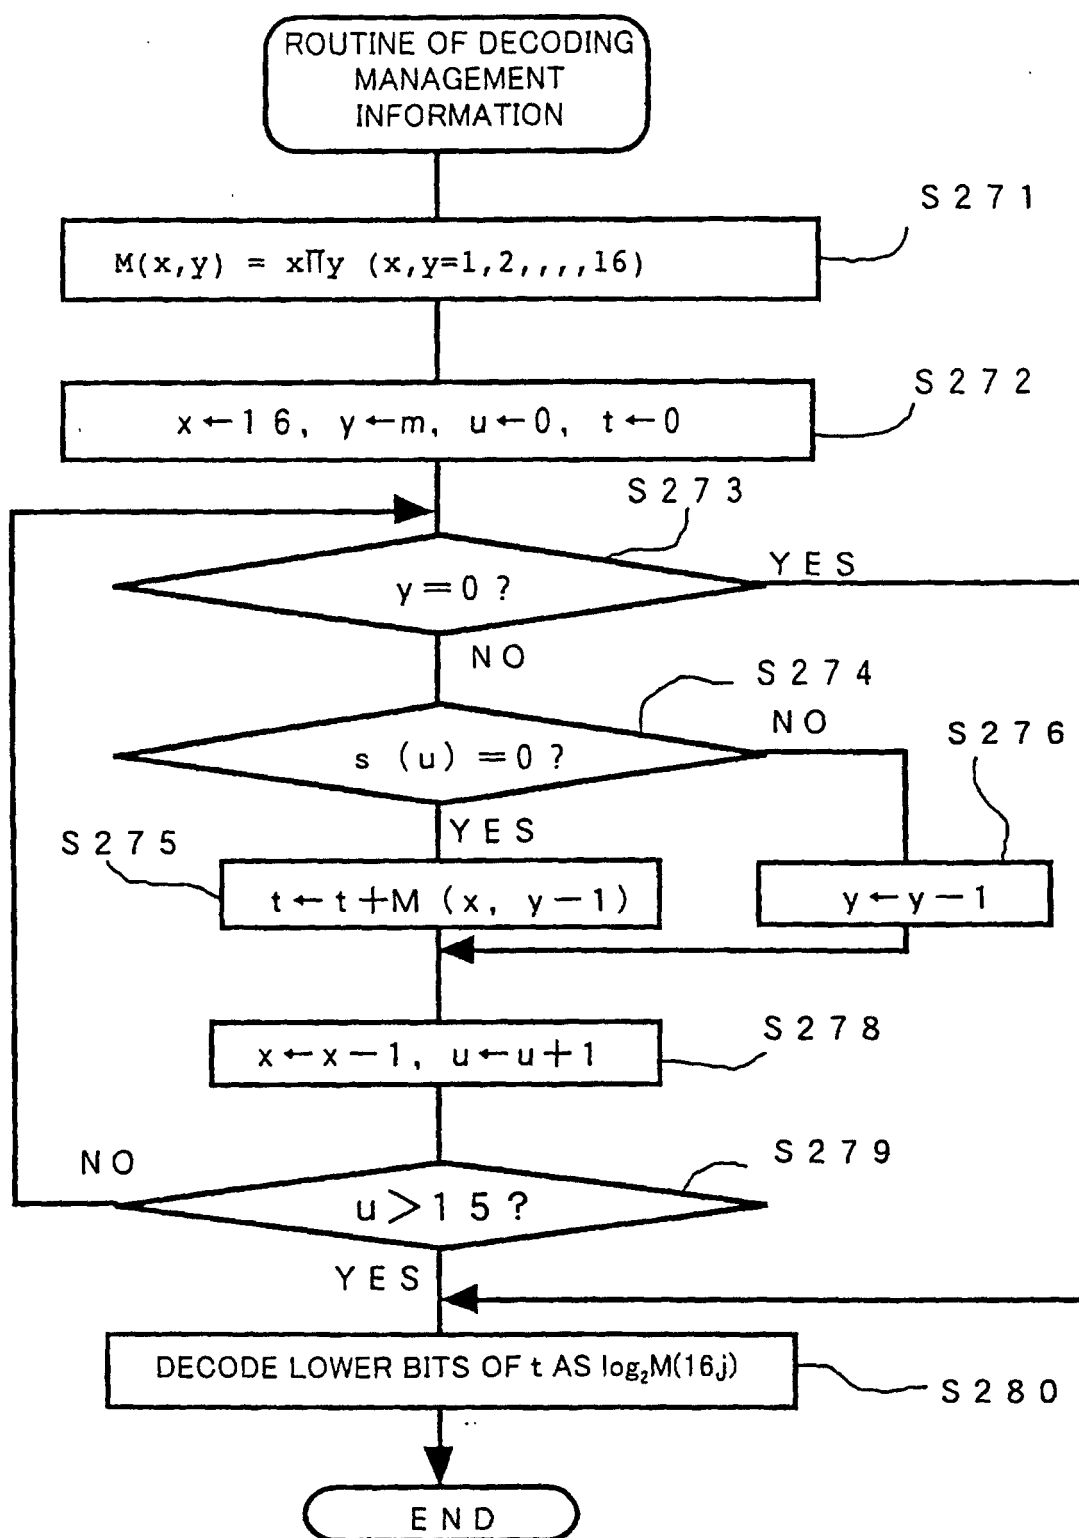 ROUTINE OF DECODING
MANAGEMENT
INFORMATION
S271
M(x,y) = x∏y (x,y=1,2,,,,16)
S272
x←16, y←m, u←0, t←0
S273
y=0?
YES
NO
S274
s (u) =0?
NO
S276
YES
S275
t←t+M (x, y-1)
y←y-1
S278
x←x-1, u←u+1
S279
NO
u>15?
YES
DECODE LOWER BITS OF t AS log₂M(16,j)
S280
END